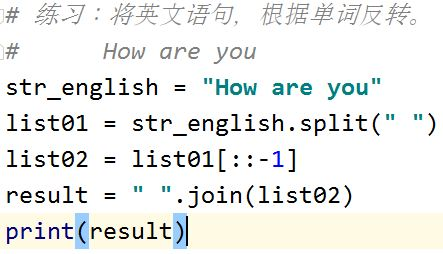 # 练习：将英文语句，根据单词反转。
#     How are you
str_english = "How are you"
list01 = str_english.split(" ")
list02 = list01[::-1]
result = " ".join(list02)
print(result)